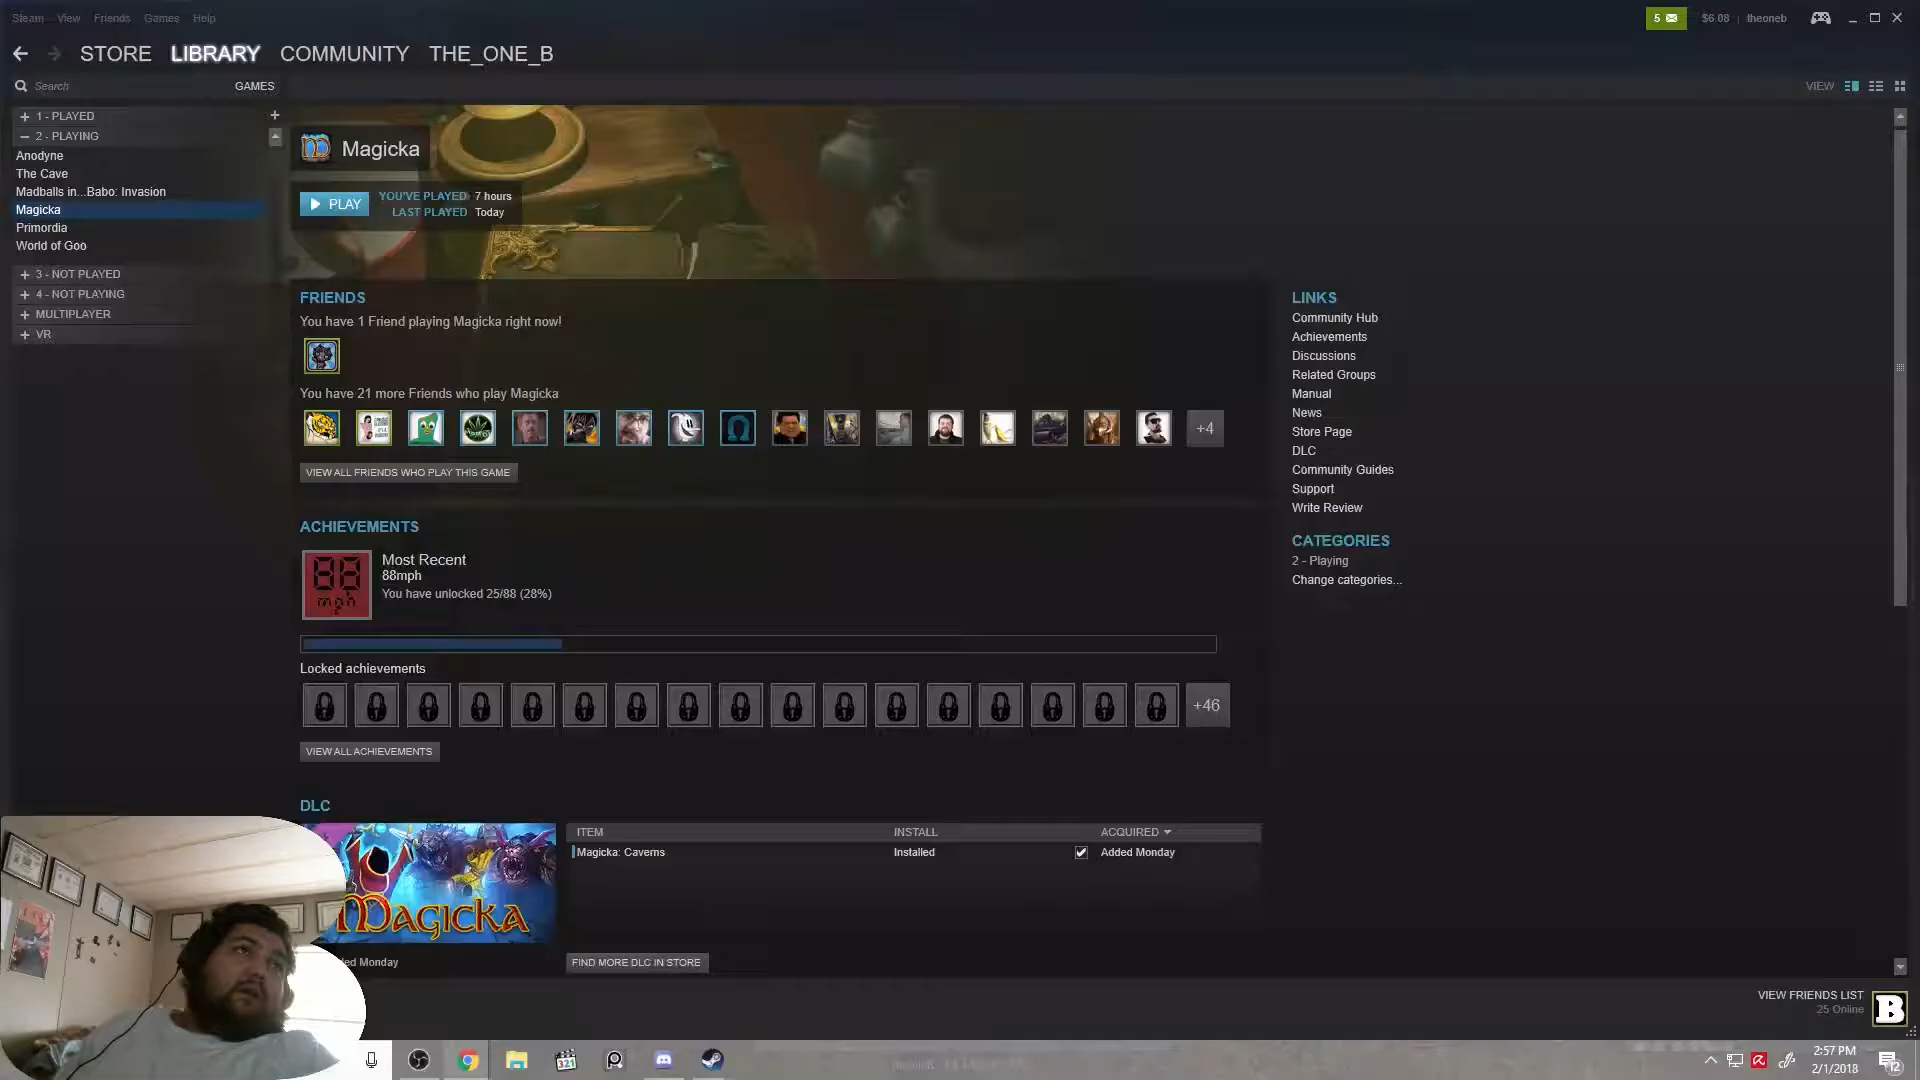 Steam View Friends Games Help
5 $6.08 theoneb
STORE LIBRARY COMMUNITY THE_ONE_B
Search GAMES VIEW
+ 1 - PLAYED +
− 2 - PLAYING
Anodyne
The Cave
Madballs in...Babo: Invasion
Magicka
Primordia
World of Goo
+ 3 - NOT PLAYED
+ 4 - NOT PLAYING
+ MULTIPLAYER
+ VR
Magicka
PLAY
YOU'VE PLAYED 7 hours
LAST PLAYED Today
FRIENDS
You have 1 Friend playing Magicka right now!
You have 21 more Friends who play Magicka
+4
VIEW ALL FRIENDS WHO PLAY THIS GAME
ACHIEVEMENTS
88
mph
Most Recent
88mph
You have unlocked 25/88 (28%)
Locked achievements
+46
VIEW ALL ACHIEVEMENTS
DLC
MAGICKA
ed Monday
ITEM INSTALL ACQUIRED
Magicka: Caverns Installed Added Monday
FIND MORE DLC IN STORE
LINKS
Community Hub
Achievements
Discussions
Related Groups
Manual
News
Store Page
DLC
Community Guides
Support
Write Review
CATEGORIES
2 - Playing
Change categories...
VIEW FRIENDS LIST
25 Online
B
321
2:57 PM
2/1/2018
12